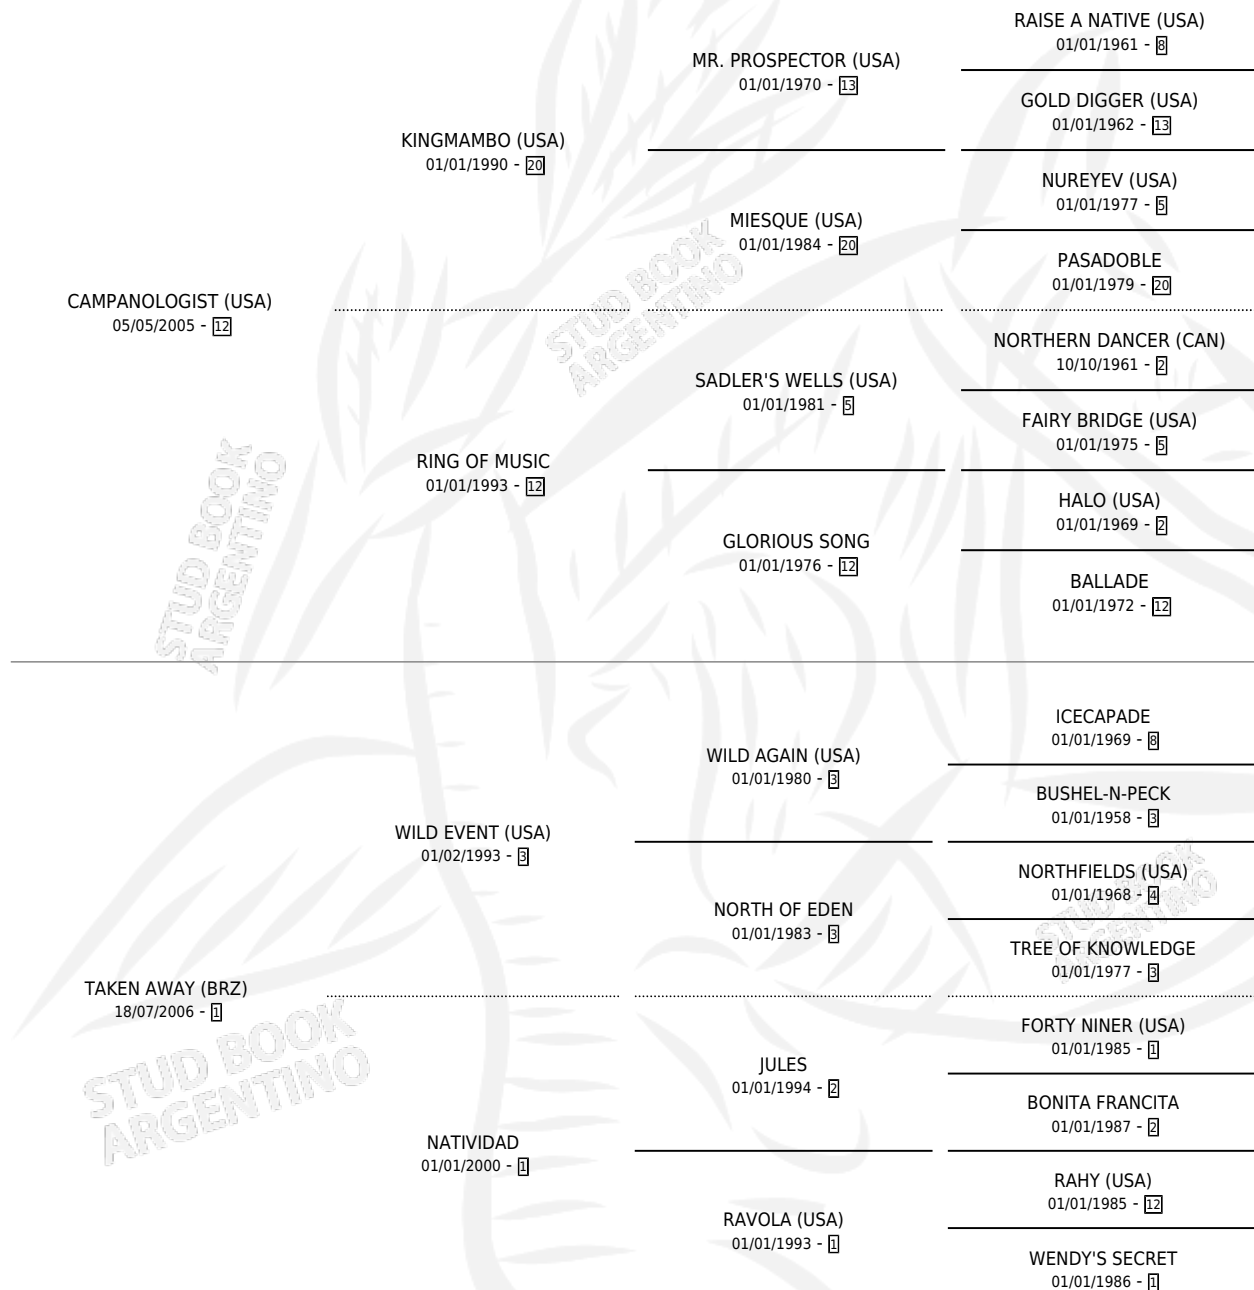 RAISE A NATIVE (USA)
01/01/1961 - 8
MR. PROSPECTOR (USA)
01/01/1970 - 13
GOLD DIGGER (USA)
01/01/1962 - 13
KINGMAMBO (USA)
01/01/1990 - 20
NUREYEV (USA)
01/01/1977 - 5
MIESQUE (USA)
01/01/1984 - 20
PASADOBLE
01/01/1979 - 20
CAMPANOLOGIST (USA)
05/05/2005 - 12
NORTHERN DANCER (CAN)
10/10/1961 - 2
SADLER'S WELLS (USA)
01/01/1981 - 5
FAIRY BRIDGE (USA)
01/01/1975 - 5
RING OF MUSIC
01/01/1993 - 12
HALO (USA)
01/01/1969 - 2
GLORIOUS SONG
01/01/1976 - 12
BALLADE
01/01/1972 - 12
STUD BOOK
ARGENTINO
STUD BOOK
ARGENTINO
ICECAPADE
01/01/1969 - 8
WILD AGAIN (USA)
01/01/1980 - 3
BUSHEL-N-PECK
01/01/1958 - 3
WILD EVENT (USA)
01/02/1993 - 3
NORTHFIELDS (USA)
01/01/1968 - 4
NORTH OF EDEN
01/01/1983 - 3
TREE OF KNOWLEDGE
01/01/1977 - 3
STUD BOOK
ARGENTINO
TAKEN AWAY (BRZ)
18/07/2006 - 1
STUD BOOK
ARGENTINO
FORTY NINER (USA)
01/01/1985 - 1
JULES
01/01/1994 - 2
BONITA FRANCITA
01/01/1987 - 2
NATIVIDAD
01/01/2000 - 1
RAHY (USA)
01/01/1985 - 12
RAVOLA (USA)
01/01/1993 - 1
WENDY'S SECRET
01/01/1986 - 1